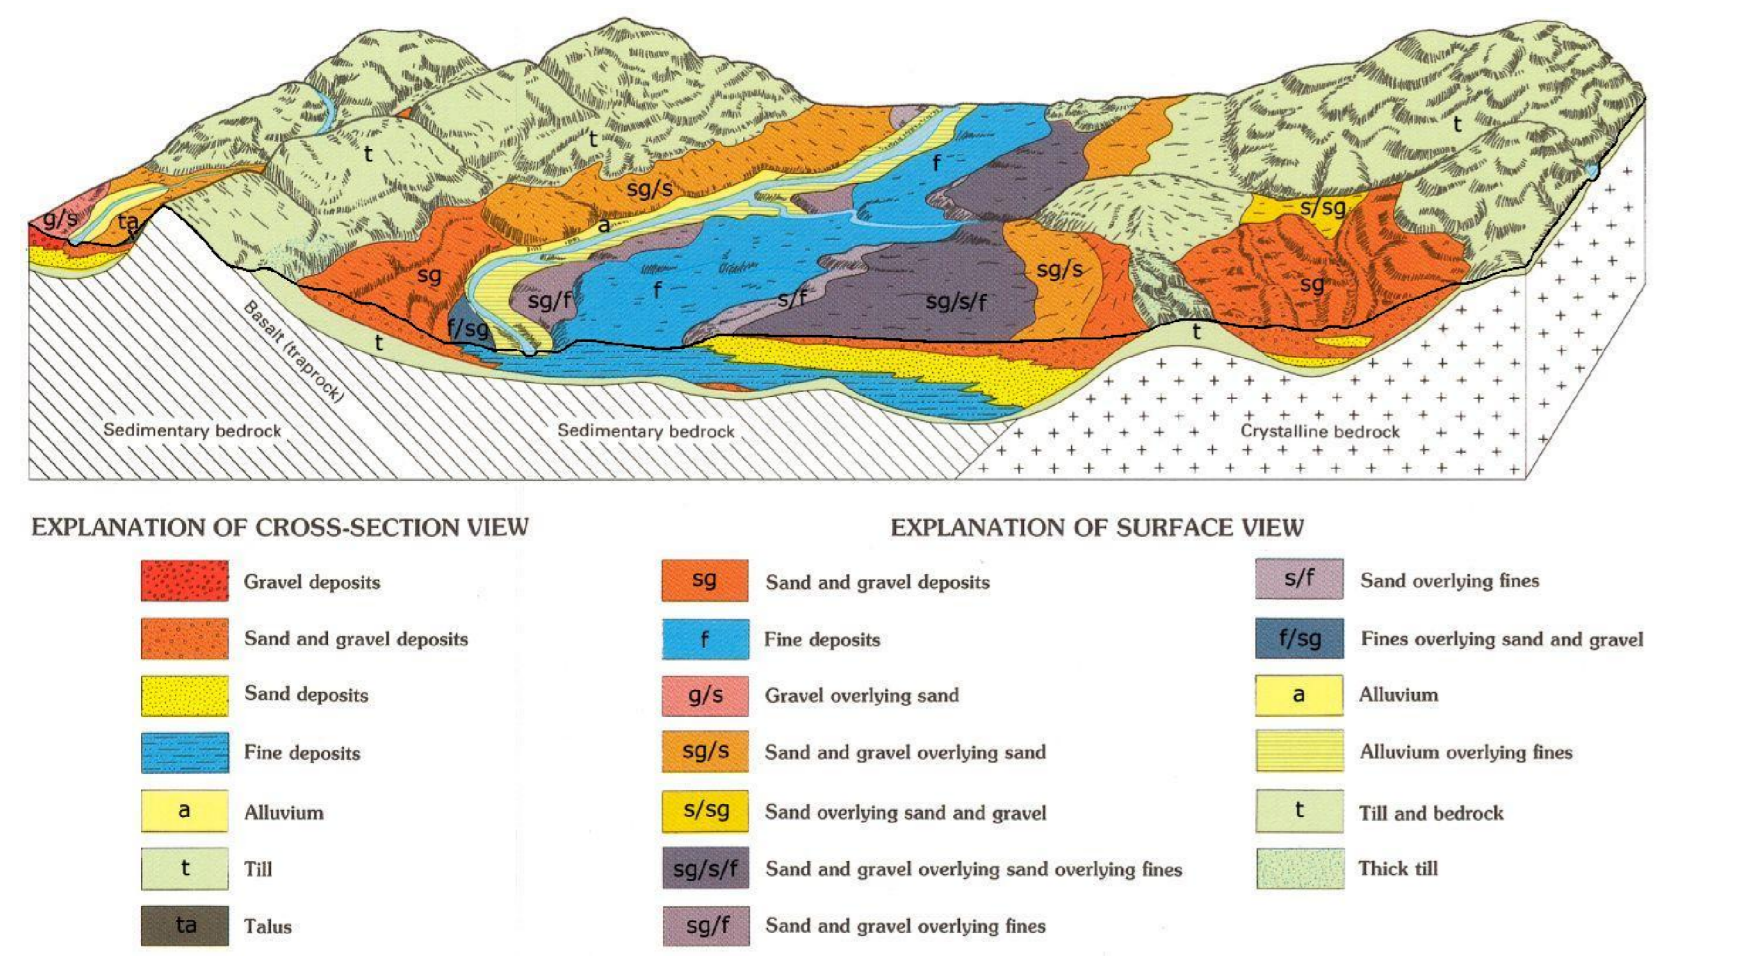 t
t
t
f
sg/s
g/s
ta
s/sg
a
sg
sg/s
sg
sg/f
f
s/f
sg/s/f
f/sg
t
t
Basalt (traprock)
Sedimentary bedrock
Sedimentary bedrock
Crystalline bedrock
EXPLANATION OF CROSS-SECTION VIEW
Gravel deposits
Sand and gravel deposits
Sand deposits
Fine deposits
a Alluvium
t Till
ta Talus
EXPLANATION OF SURFACE VIEW
sg Sand and gravel deposits
f Fine deposits
g/s Gravel overlying sand
sg/s Sand and gravel overlying sand
s/sg Sand overlying sand and gravel
sg/s/f Sand and gravel overlying sand overlying fines
sg/f Sand and gravel overlying fines
s/f Sand overlying fines
f/sg Fines overlying sand and gravel
a Alluvium
Alluvium overlying fines
t Till and bedrock
Thick till